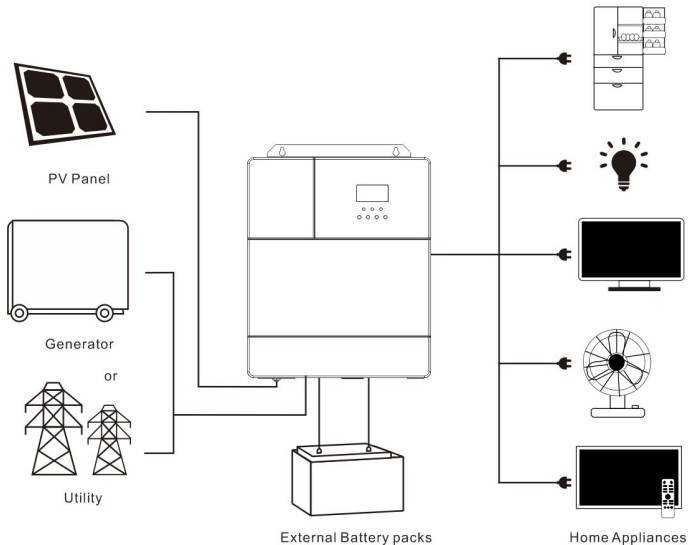 PV Panel
Generator
or
Utility
External Battery packs
Home Appliances